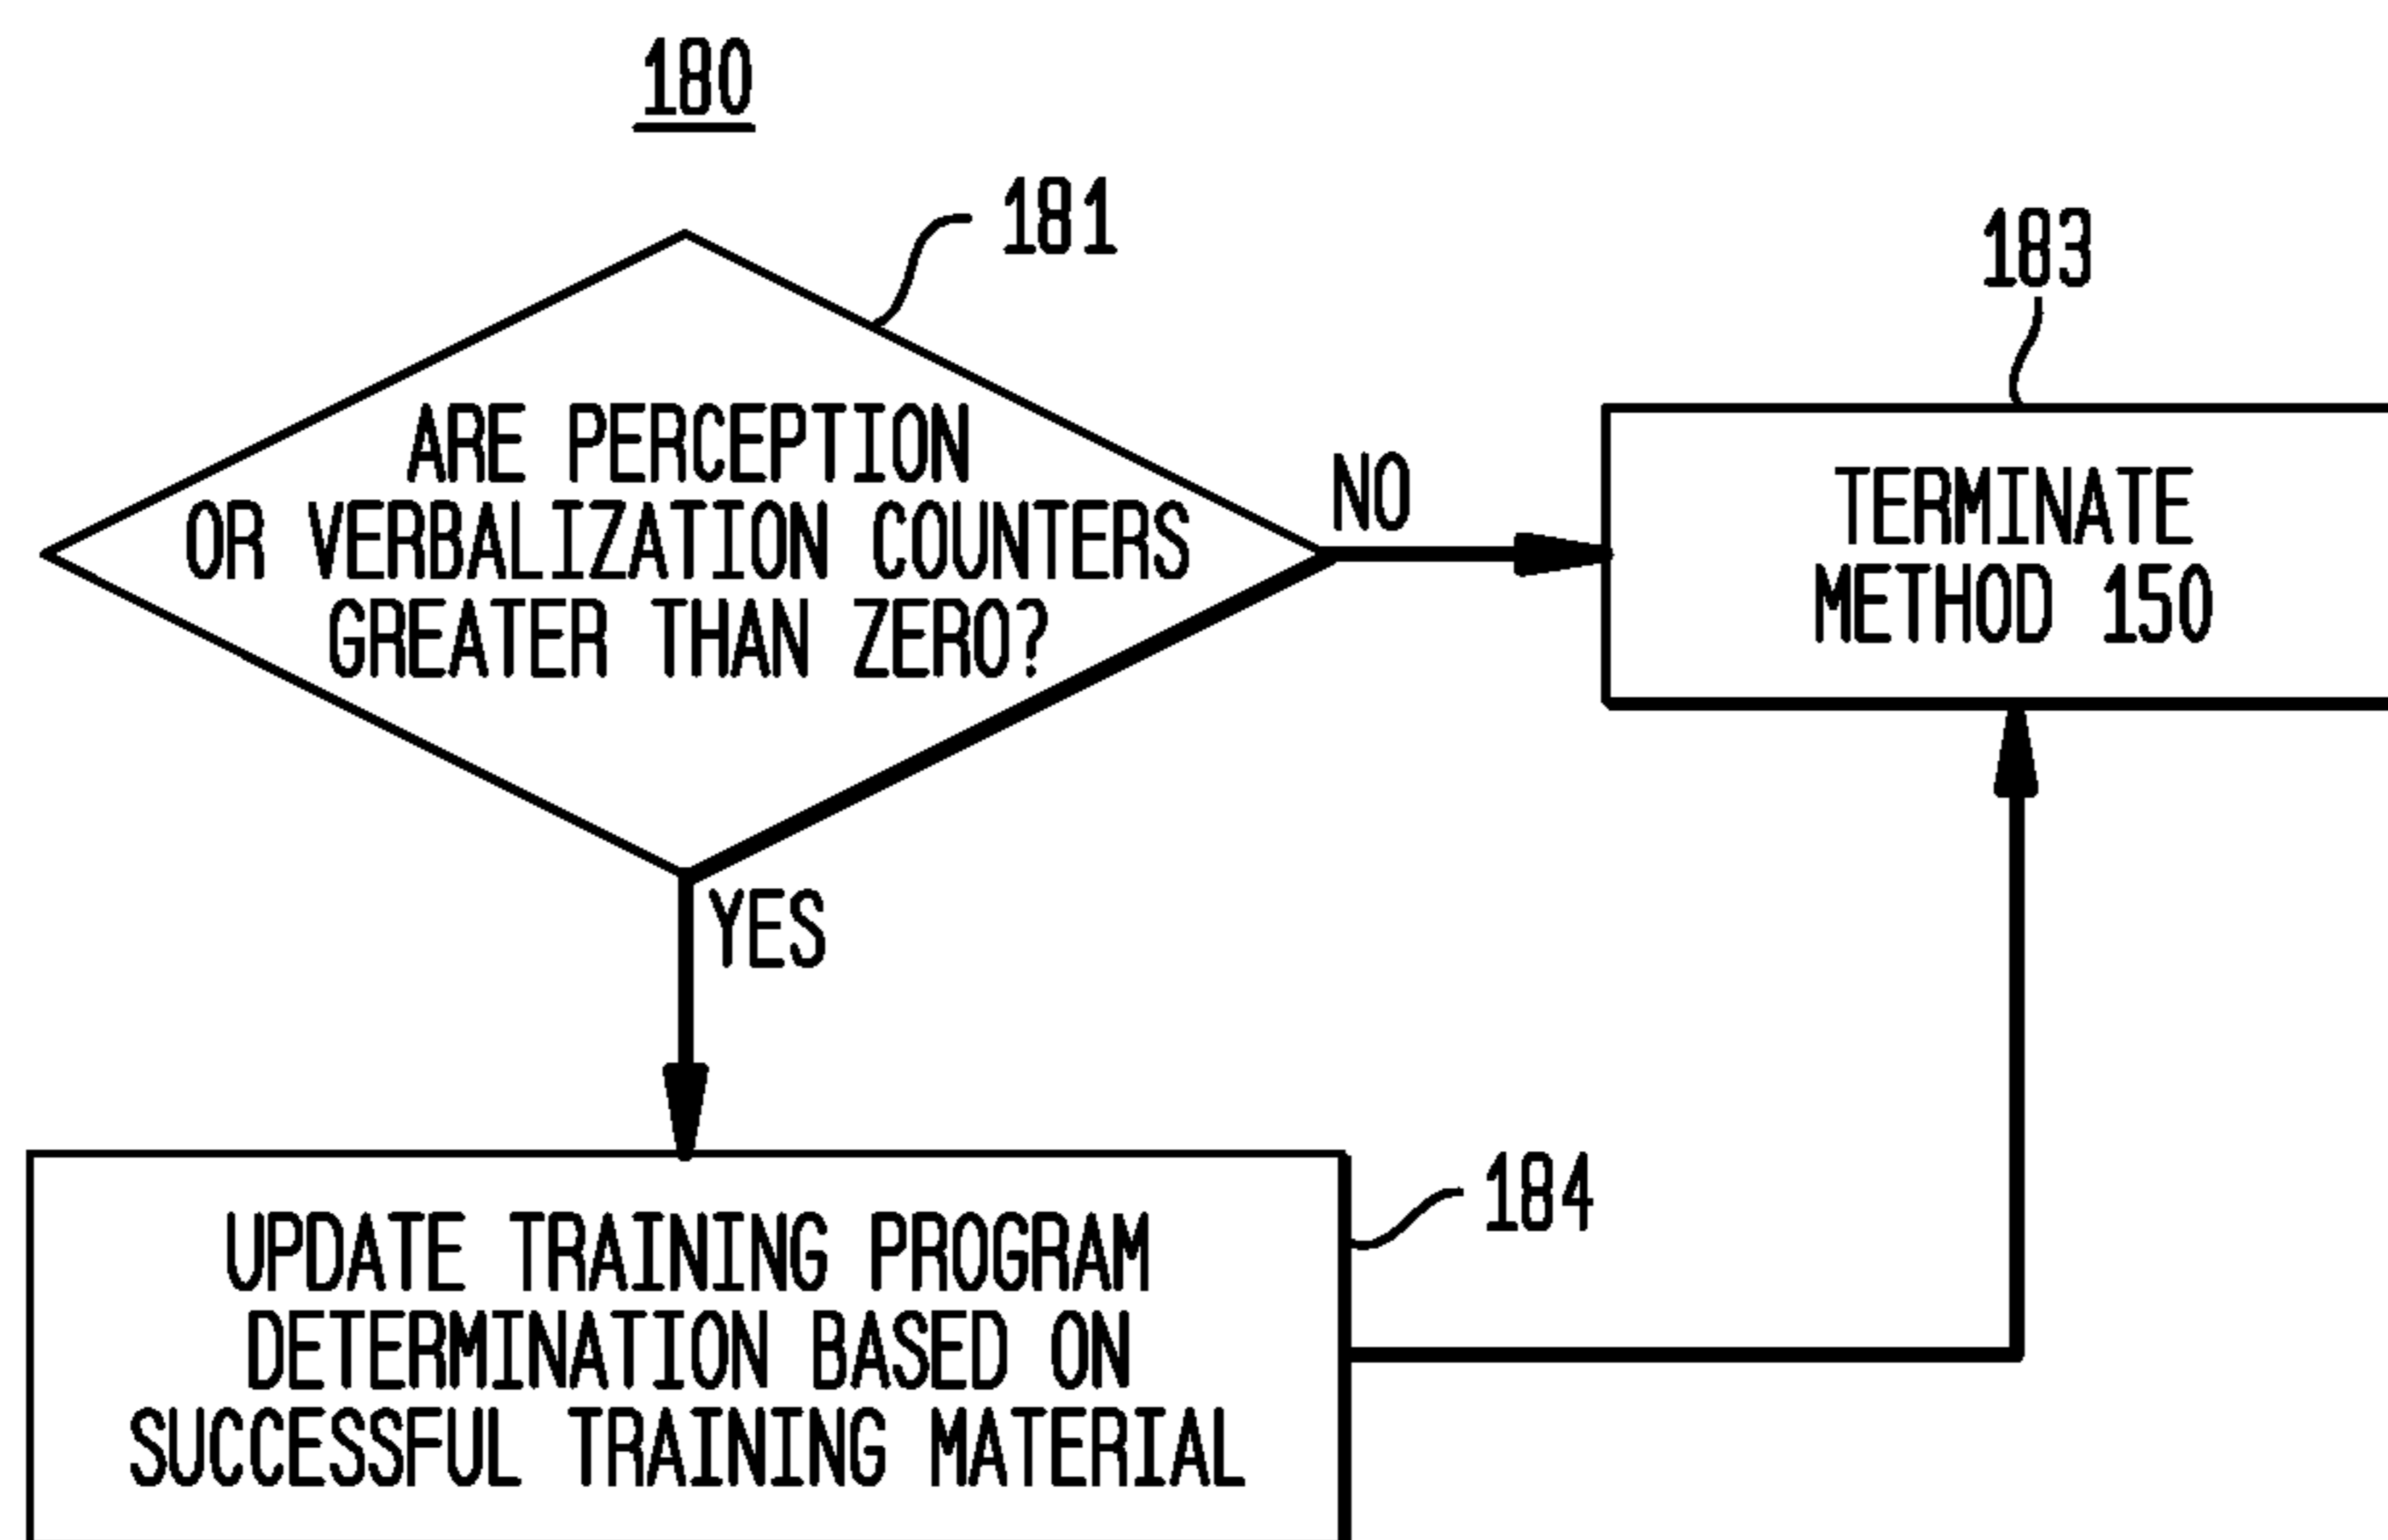 180
181
ARE PERCEPTION
OR VERBALIZATION COUNTERS
GREATER THAN ZERO?
NO
183
TERMINATE
METHOD 150
YES
184
UPDATE TRAINING PROGRAM
DETERMINATION BASED ON
SUCCESSFUL TRAINING MATERIAL